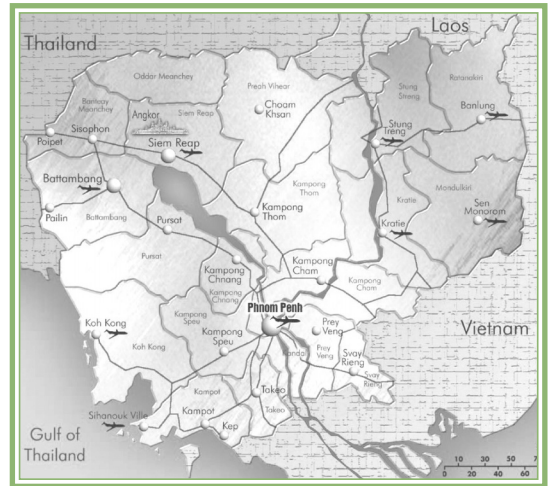 Laos
Thailand
Oddar Meanchey
Preah Vihear
Stung
Streng
Ratanakiri
Banteay
Meanchey
Angkor
Siem Reap
Choam
Khsan
Banlung
Sisophon
Poipet
Siem Reap
Stung
Treng
Battambang
Kampong
Thom
Kratie
Mondulkiri
Sen
Monorom
Pailin
Battambang
Pursat
Kampong
Thom
Kratie
Pursat
Kampong
Chnang
Kampong
Cham
Kampong
Chnang
Kampong
Cham
Phnom Penh
Koh Kong
Kampong
Speu
Kampong
Speu
Prey
Veng
Vietnam
Koh Kong
Kandal
Prey
Veng
Svay
Rieng
Svay
Rieng
Kampot
Takeo
Sihanouk Ville
Kampot
Takeo
Kep
Gulf of
Thailand
0 10 30 50 7
20 40 60